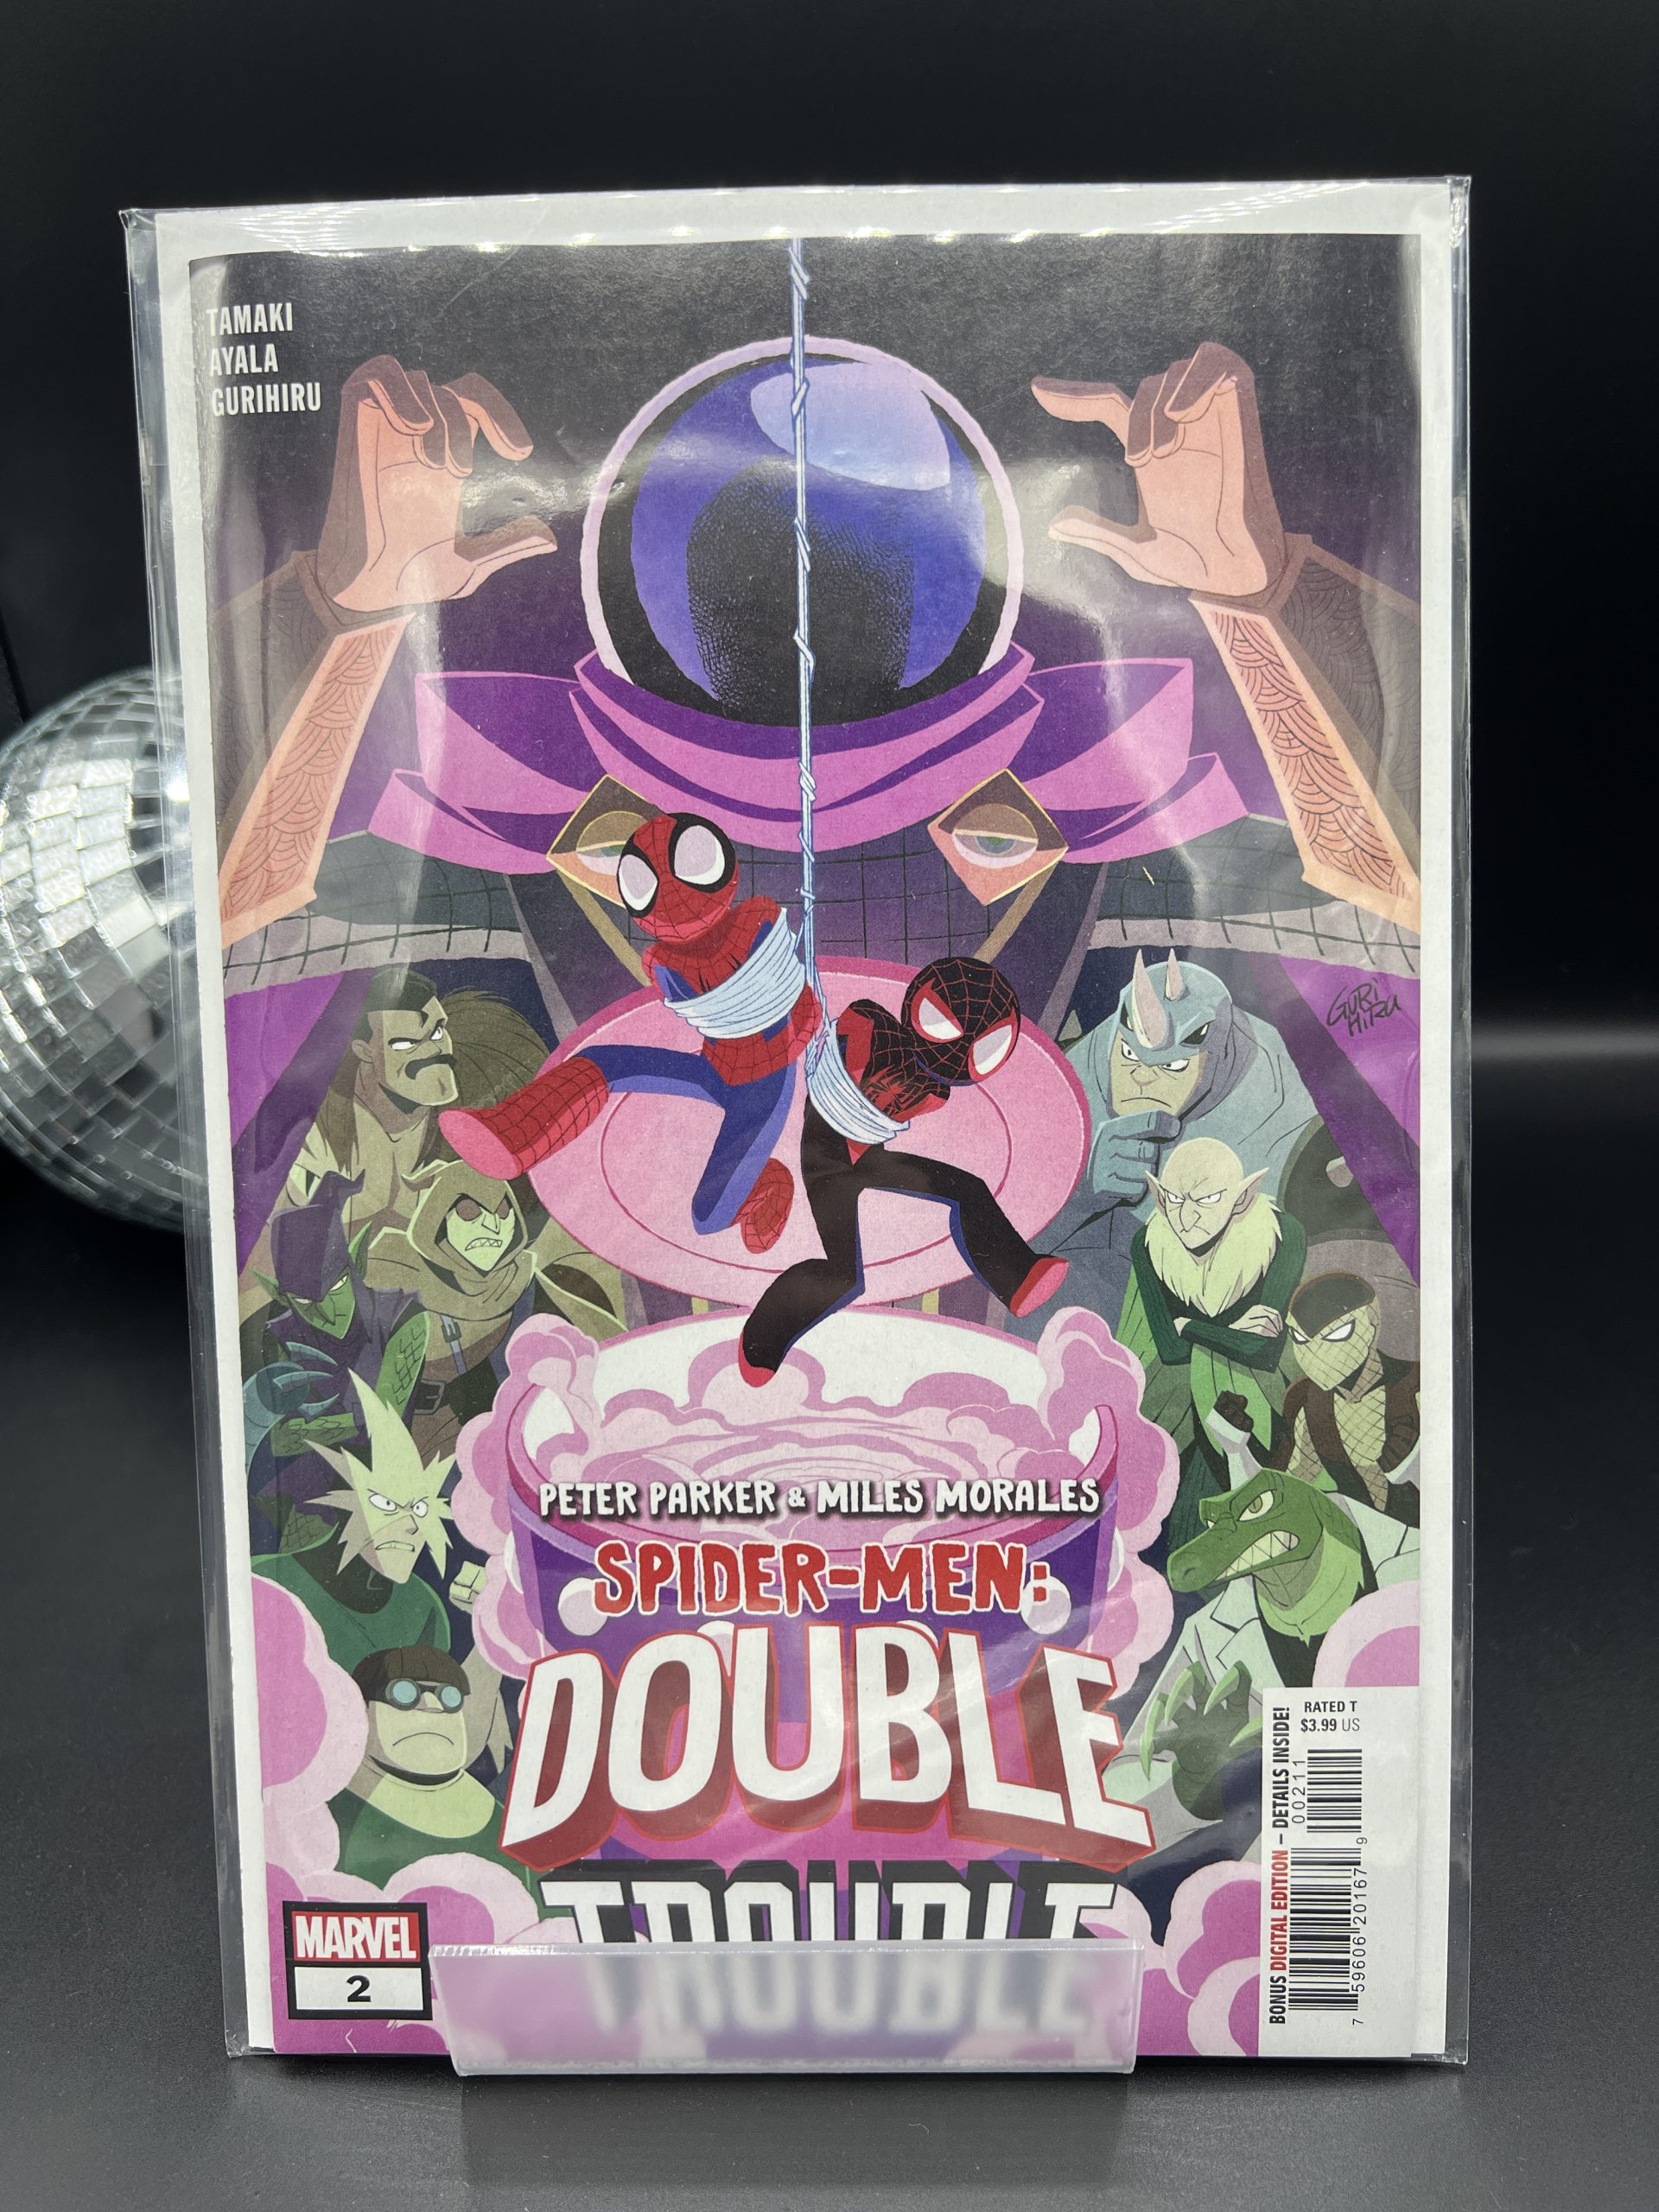 TAMAKI
AYALA
GURIHIRU
GURI
HIRU
PETER PARKER & MILES MORALES
SPIDER-MEN:
DOUBLE
TROUBLE
MARVEL
2
RATED T
$3.99 US
BONUS DIGITAL EDITION – DETAILS INSIDE!
00211
7 59606 20167 9